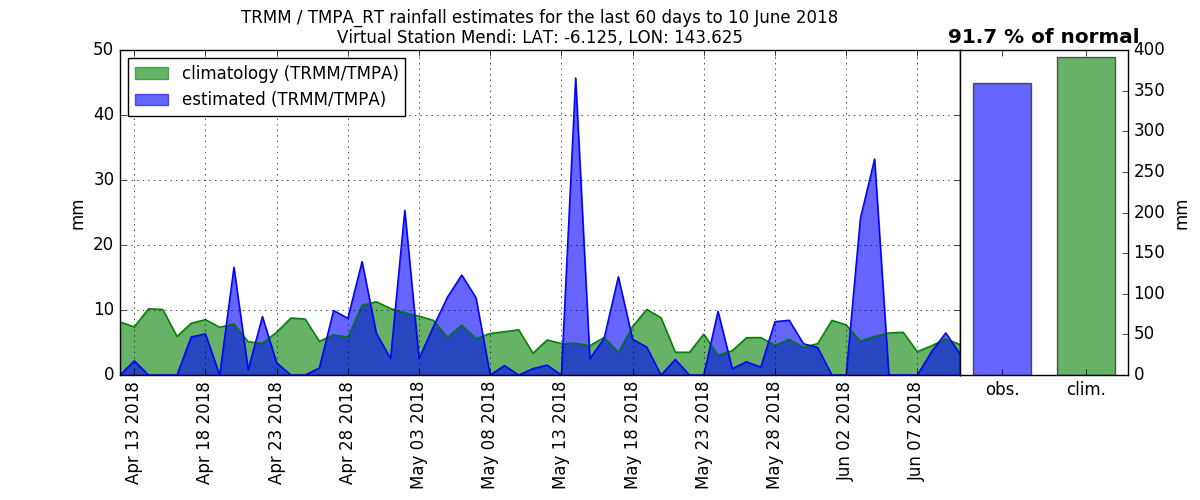 TRMM / TMPA_RT rainfall estimates for the last 60 days to 10 June 2018
Virtual Station Mendi: LAT: -6.125, LON: 143.625
91.7 % of normal
climatology (TRMM/TMPA)
estimated (TRMM/TMPA)
50
40
30
20
10
0
mm
400
350
300
250
200
150
100
50
0
mm
Apr 13 2018
Apr 18 2018
Apr 23 2018
Apr 28 2018
May 03 2018
May 08 2018
May 13 2018
May 18 2018
May 23 2018
May 28 2018
Jun 02 2018
Jun 07 2018
obs.
clim.